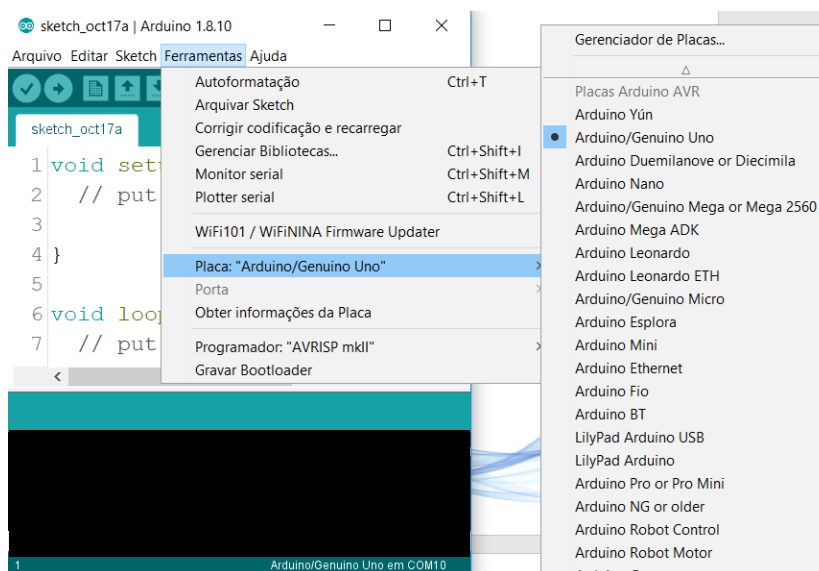 sketch_oct17a | Arduino 1.8.10
Arquivo Editar Sketch Ferramentas Ajuda
sketch_oct17a
1 void set
2 // put
3
4 }
5
6 void loo
7 // put
Autoformatação Ctrl+T
Arquivar Sketch
Corrigir codificação e recarregar
Gerenciar Bibliotecas... Ctrl+Shift+I
Monitor serial Ctrl+Shift+M
Plotter serial Ctrl+Shift+L
WiFi101 / WiFiNINA Firmware Updater
Placa: "Arduino/Genuino Uno"
Porta
Obter informações da Placa
Programador: "AVRISP mkII"
Gravar Bootloader
1 Arduino/Genuino Uno em COM10
Gerenciador de Placas...
Placas Arduino AVR
Arduino Yún
Arduino/Genuino Uno
Arduino Duemilanove or Diecimila
Arduino Nano
Arduino/Genuino Mega or Mega 2560
Arduino Mega ADK
Arduino Leonardo
Arduino Leonardo ETH
Arduino/Genuino Micro
Arduino Esplora
Arduino Mini
Arduino Ethernet
Arduino Fio
Arduino BT
LilyPad Arduino USB
LilyPad Arduino
Arduino Pro or Pro Mini
Arduino NG or older
Arduino Robot Control
Arduino Robot Motor